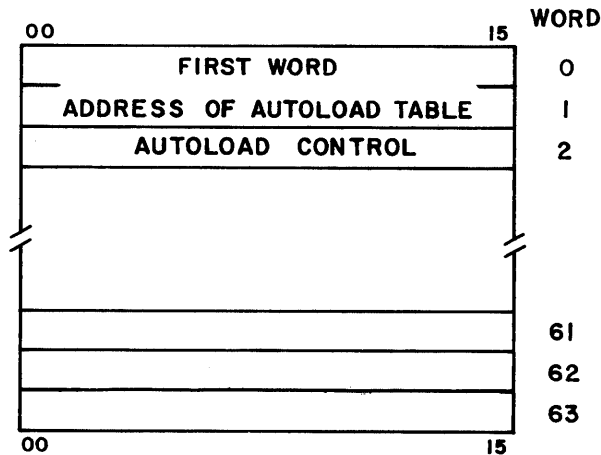 WORD
00 15
FIRST WORD 0
ADDRESS OF AUTOLOAD TABLE 1
AUTOLOAD CONTROL 2
61
62
63
00 15